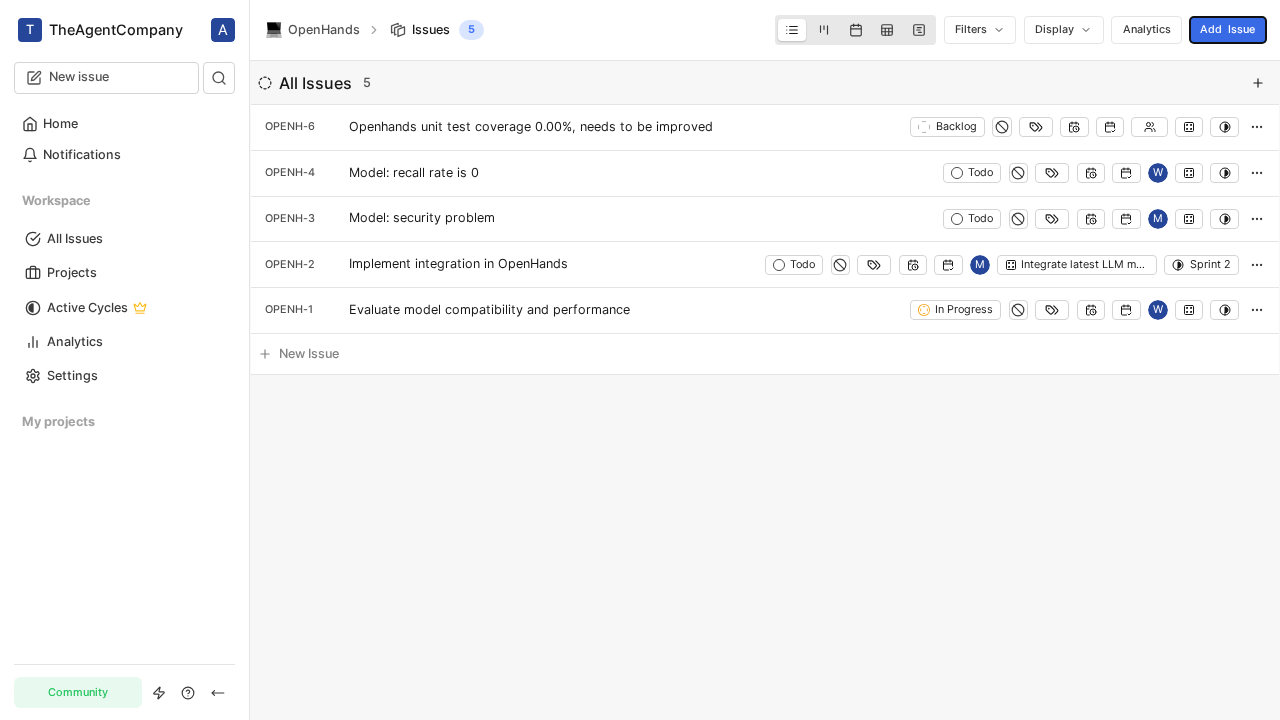 T TheAgentCompany A
New issue
Home
Notifications
Workspace
All Issues
Projects
Active Cycles
Analytics
Settings
My projects
Community
OpenHands Issues 5
Filters Display Analytics Add Issue
All Issues 5
OPENH-6 Openhands unit test coverage 0.00%, needs to be improved Backlog
OPENH-4 Model: recall rate is 0 Todo W
OPENH-3 Model: security problem Todo M
OPENH-2 Implement integration in OpenHands Todo M Integrate latest LLM m... Sprint 2
OPENH-1 Evaluate model compatibility and performance In Progress W
New Issue